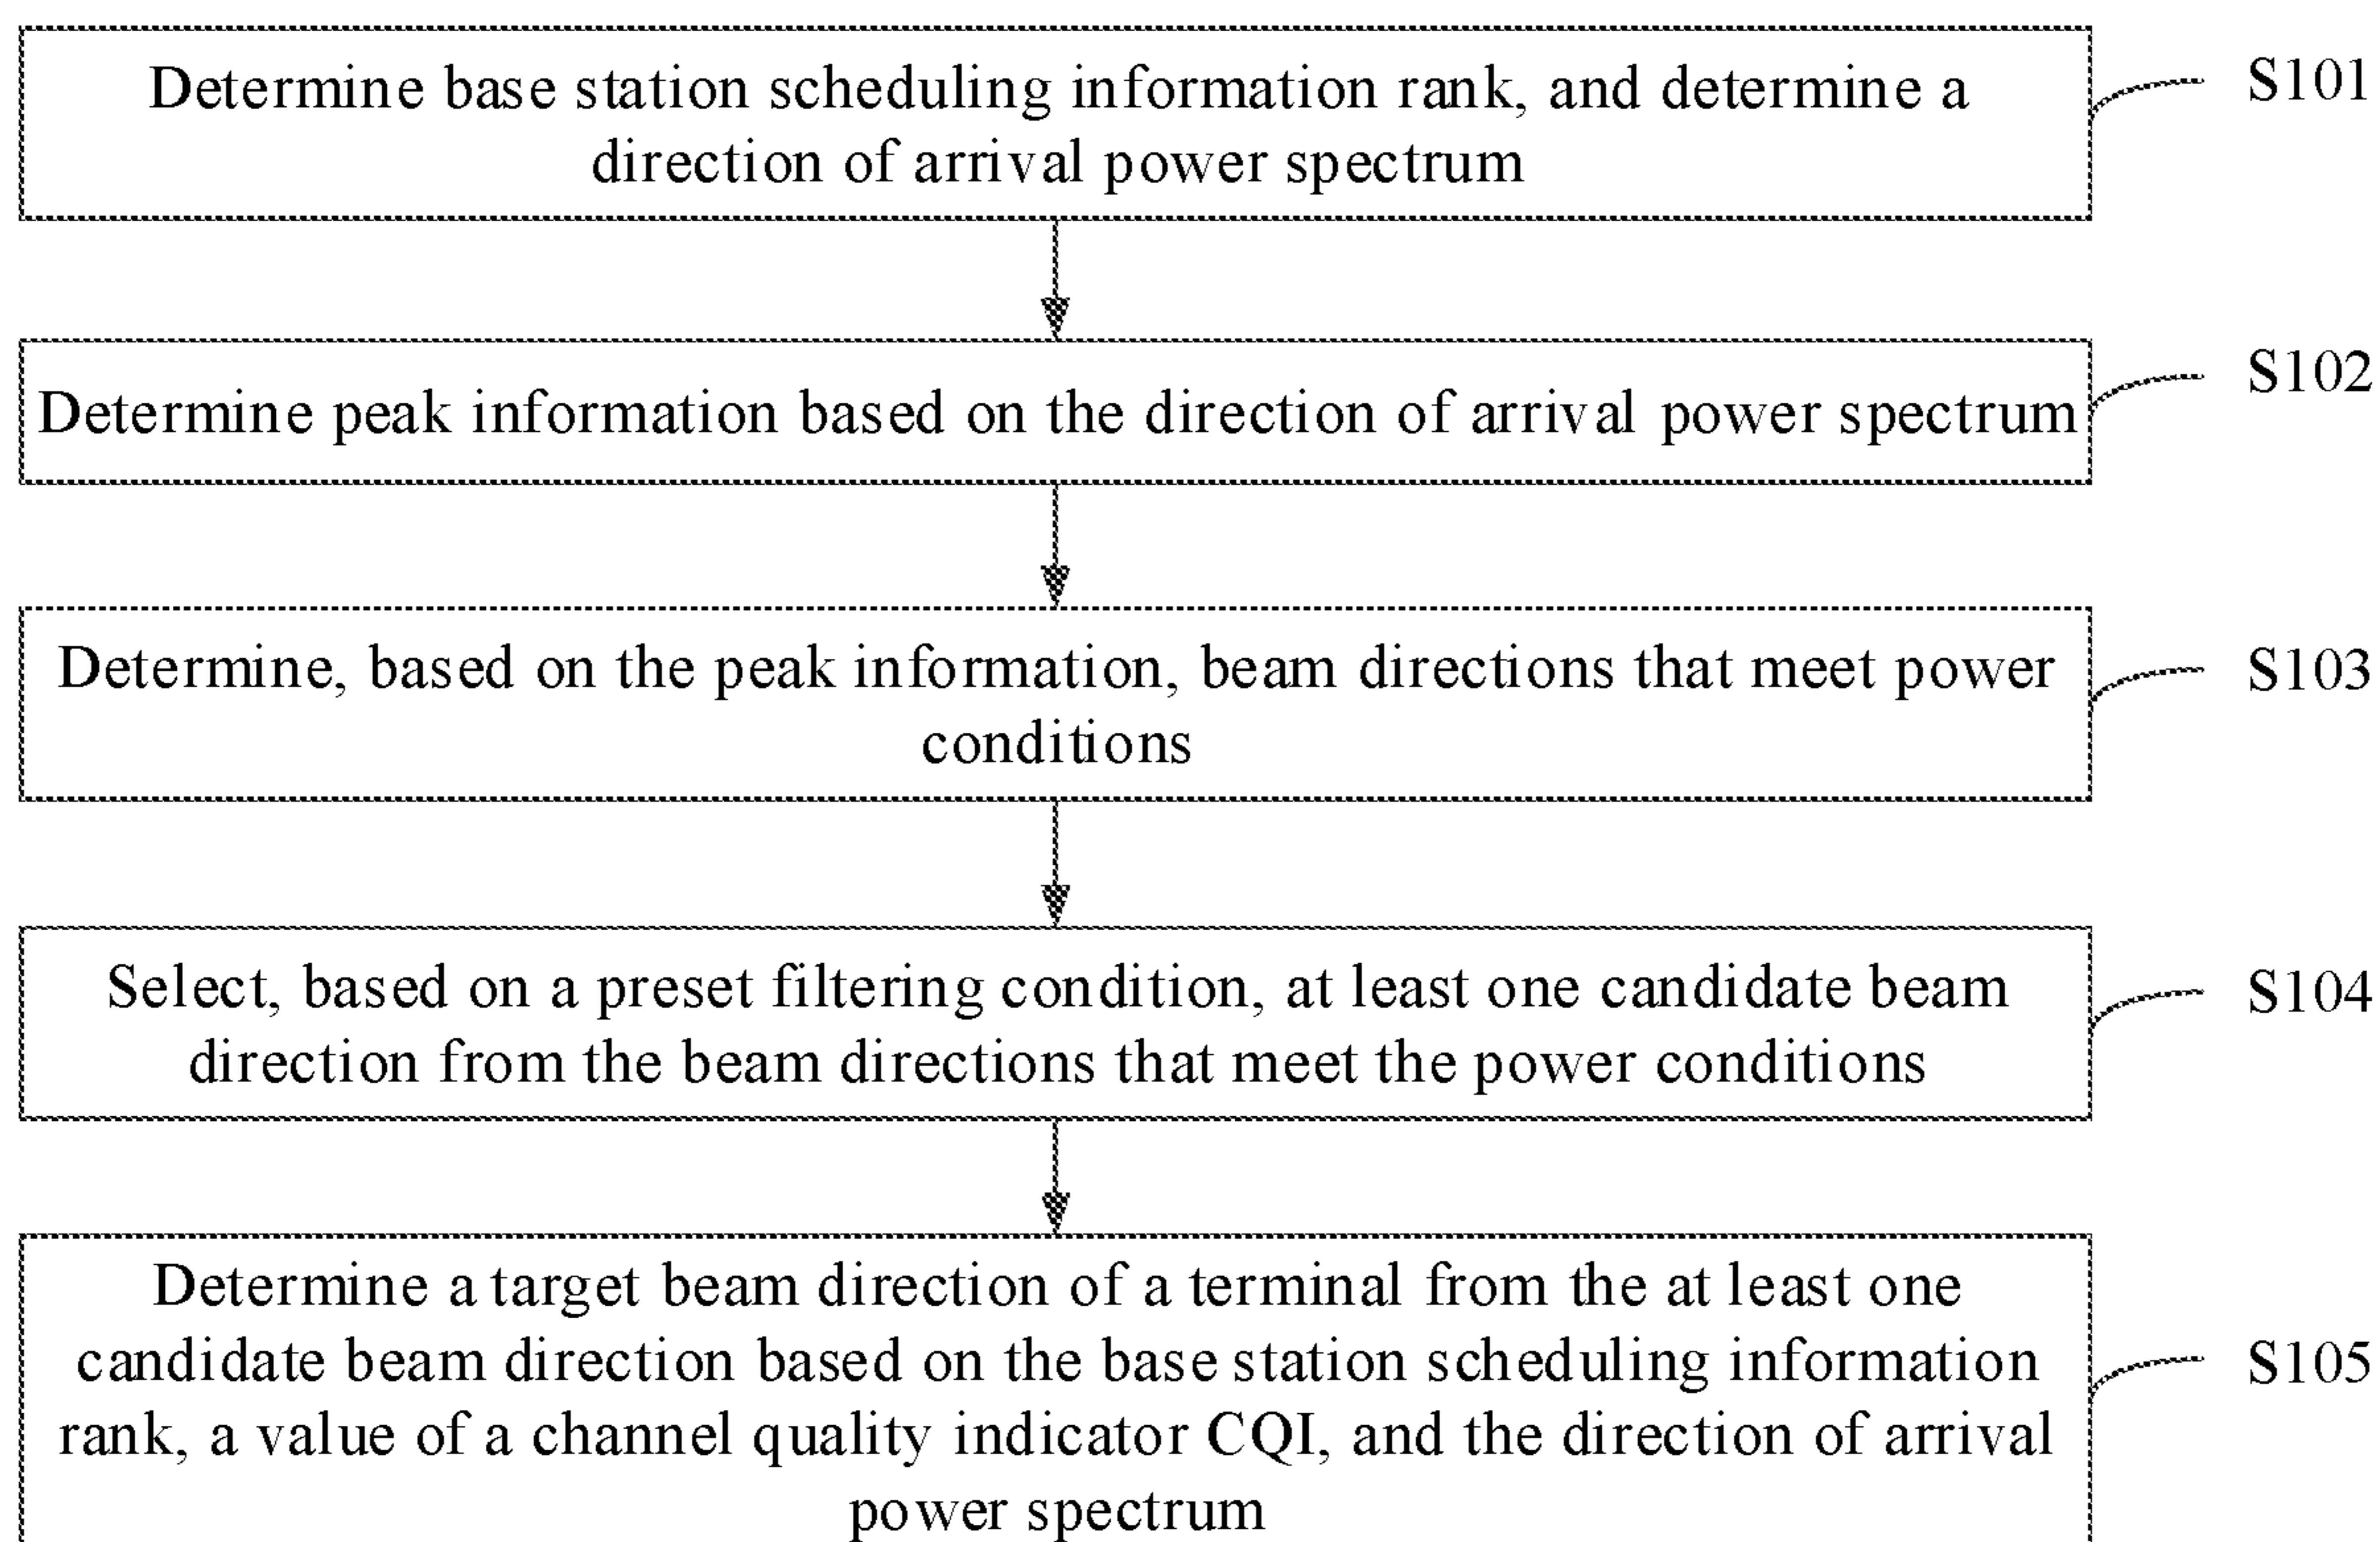 Determine base station scheduling information rank, and determine a
direction of arrival power spectrum
S101
Determine peak information based on the direction of arrival power spectrum
S102
Determine, based on the peak information, beam directions that meet power
conditions
S103
Select, based on a preset filtering condition, at least one candidate beam
direction from the beam directions that meet the power conditions
S104
Determine a target beam direction of a terminal from the at least one
candidate beam direction based on the base station scheduling information
rank, a value of a channel quality indicator CQI, and the direction of arrival
power spectrum
S105